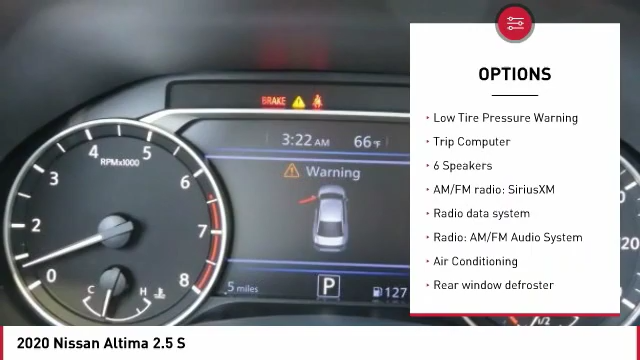 BRAKE
3:22 AM 66°F
Warning
RPMx1000
0
2
3
4
5
6
7
8
C H
.5 miles
P
127
20
1/2
OPTIONS
Low Tire Pressure Warning
Trip Computer
6 Speakers
AM/FM radio: SiriusXM
Radio data system
Radio: AM/FM Audio System
Air Conditioning
Rear window defroster
2020 Nissan Altima 2.5 S